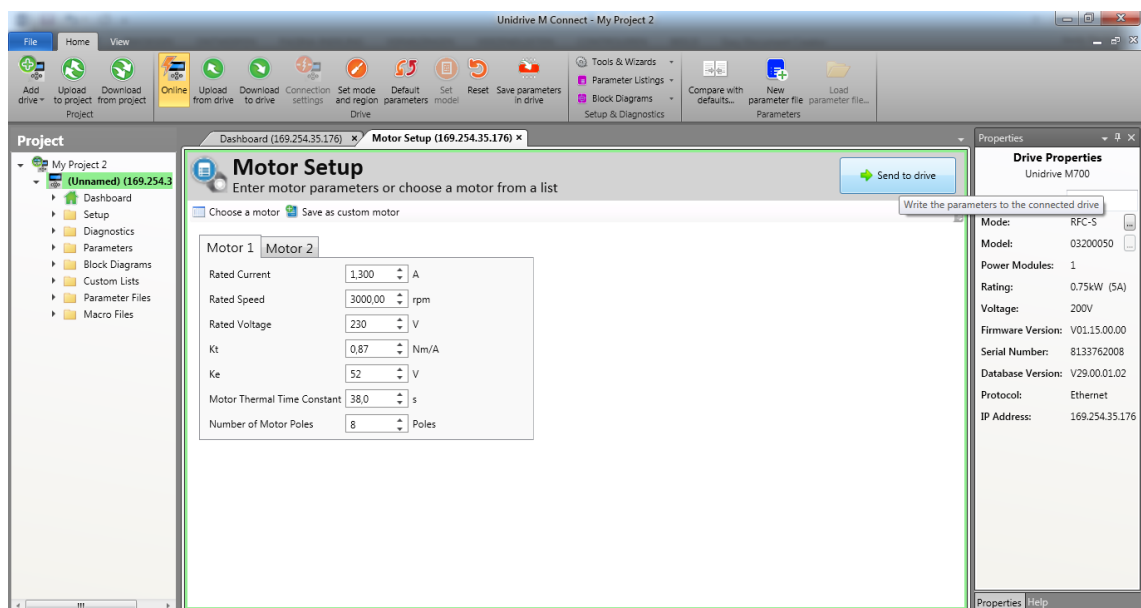 Unidrive M Connect - My Project 2
File Home View
Add drive
Upload to project
Download from project
Project
Online
Upload from drive
Download to drive
Connection settings
Set mode and region
Default parameters
Set model
Reset
Save parameters in drive
Drive
Tools & Wizards
Parameter Listings
Block Diagrams
Setup & Diagnostics
Compare with defaults...
New parameter file
Load parameter file...
Parameters
Project
My Project 2
(Unnamed) (169.254.3
Dashboard
Setup
Diagnostics
Parameters
Block Diagrams
Custom Lists
Parameter Files
Macro Files
Dashboard (169.254.35.176) Motor Setup (169.254.35.176)
Motor Setup
Enter motor parameters or choose a motor from a list
Send to drive
Write the parameters to the connected drive
Choose a motor Save as custom motor
Motor 1 Motor 2
Rated Current 1,300 A
Rated Speed 3000,00 rpm
Rated Voltage 230 V
Kt 0,87 Nm/A
Ke 52 V
Motor Thermal Time Constant 38,0 s
Number of Motor Poles 8 Poles
Properties
Drive Properties
Unidrive M700
Mode: RFC-S ...
Model: 03200050 ...
Power Modules: 1
Rating: 0.75kW (5A)
Voltage: 200V
Firmware Version: V01.15.00.00
Serial Number: 8133762008
Database Version: V29.00.01.02
Protocol: Ethernet
IP Address: 169.254.35.176
Properties Help